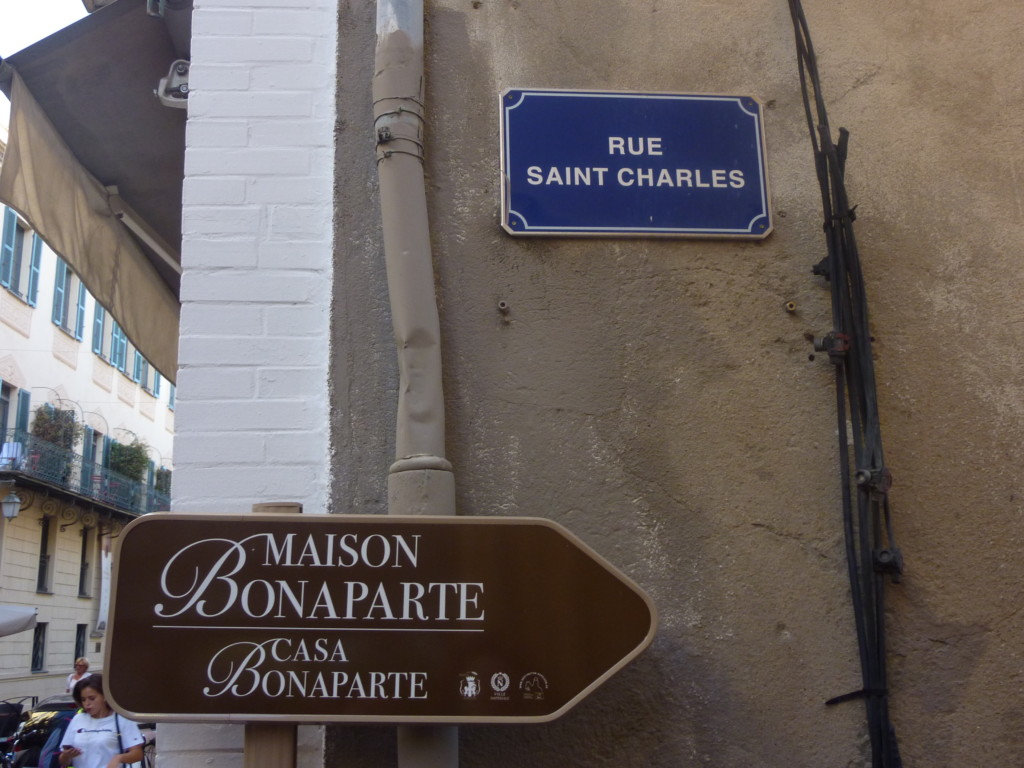 RUE
SAINT CHARLES
MAISON
BONAPARTE
CASA
BONAPARTE